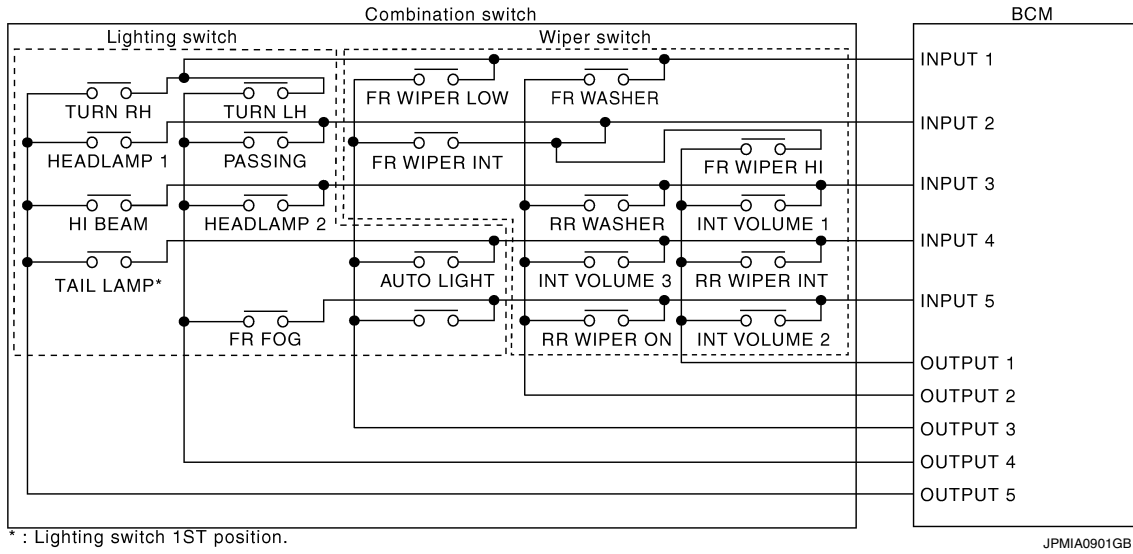 Combination switch
BCM
Lighting switch
Wiper switch
INPUT 1
TURN RH
TURN LH
FR WIPER LOW
FR WASHER
INPUT 2
HEADLAMP 1
PASSING
FR WIPER INT
FR WIPER HI
INPUT 3
HI BEAM
HEADLAMP 2
RR WASHER
INT VOLUME 1
INPUT 4
TAIL LAMP*
AUTO LIGHT
INT VOLUME 3
RR WIPER INT
INPUT 5
FR FOG
RR WIPER ON
INT VOLUME 2
OUTPUT 1
OUTPUT 2
OUTPUT 3
OUTPUT 4
OUTPUT 5
* : Lighting switch 1ST position.
JPMIA0901GB